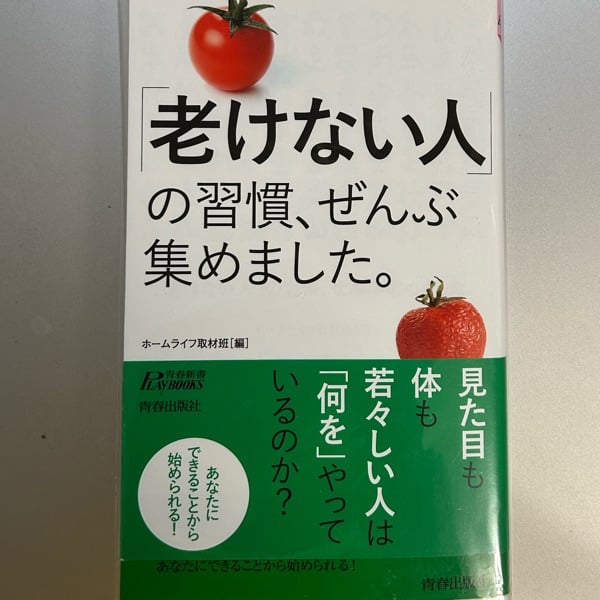 「老けない人」
の習慣、ぜんぶ
集めました。
ホームライフ取材班[編]
青春新書
PLAYBOOKS
青春出版社
見た目も
体も
若々しい人は
「何を」やって
いるのか?
あなたに
できることから
始められる!
あなたにできることから始められる!
青春出版社